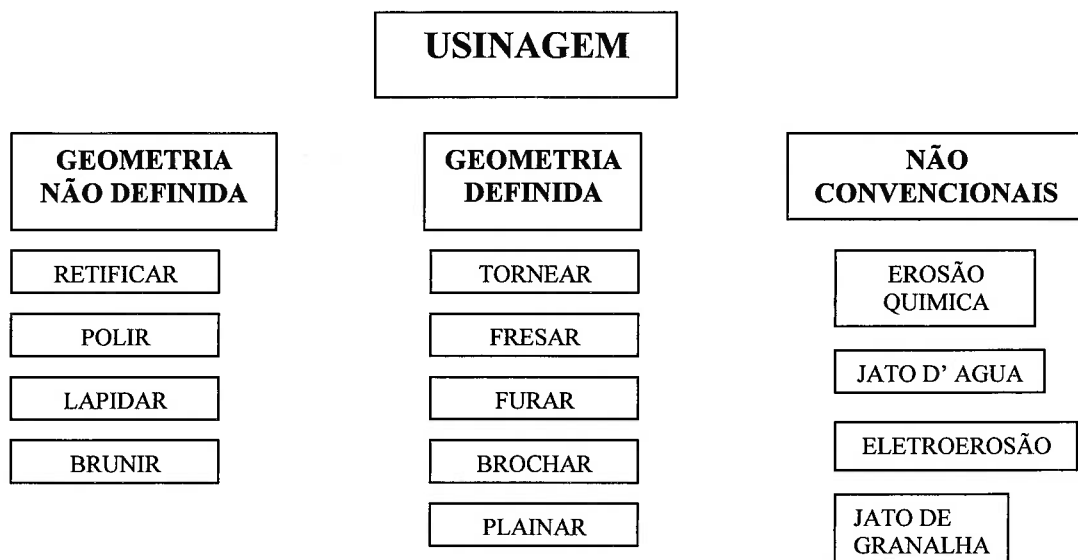 USINAGEM
GEOMETRIA
NÃO DEFINIDA
RETIFICAR
POLIR
LAPIDAR
BRUNIR
GEOMETRIA
DEFINIDA
TORNEAR
FRESAR
FURAR
BROCHAR
PLAINAR
NÃO
CONVENCIONAIS
EROSÃO
QUIMICA
JATO D' AGUA
ELETROEROSÃO
JATO DE
GRANALHA